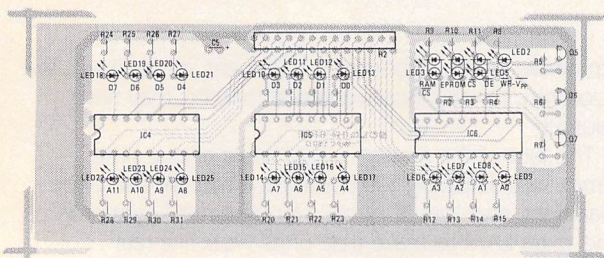 R24 R25 R26 R27 C5 + R2 R9 R10 R11 R8
LED19 LED20 LED11 LED12 LED2 Q5
LED18 LED21 LED10 LED13 LED3 LED5 R5
D7 D6 D5 D4 D3 D2 D1 D0 RAM EPROM CS OE WR-VPP
CS R2 R3 R4 R6 Q6
IC4 IC5 IC6 Q7
R7
LED23 LED24 LED15 LED16 LED7 LED8
LED22 LED25 LED14 LED17 LED6 LED9
A11 A10 A9 A8 A7 A6 A5 A4 A3 A2 A1 A0
R28 R29 R30 R31 R20 R21 R22 R23 R12 R13 R14 R15